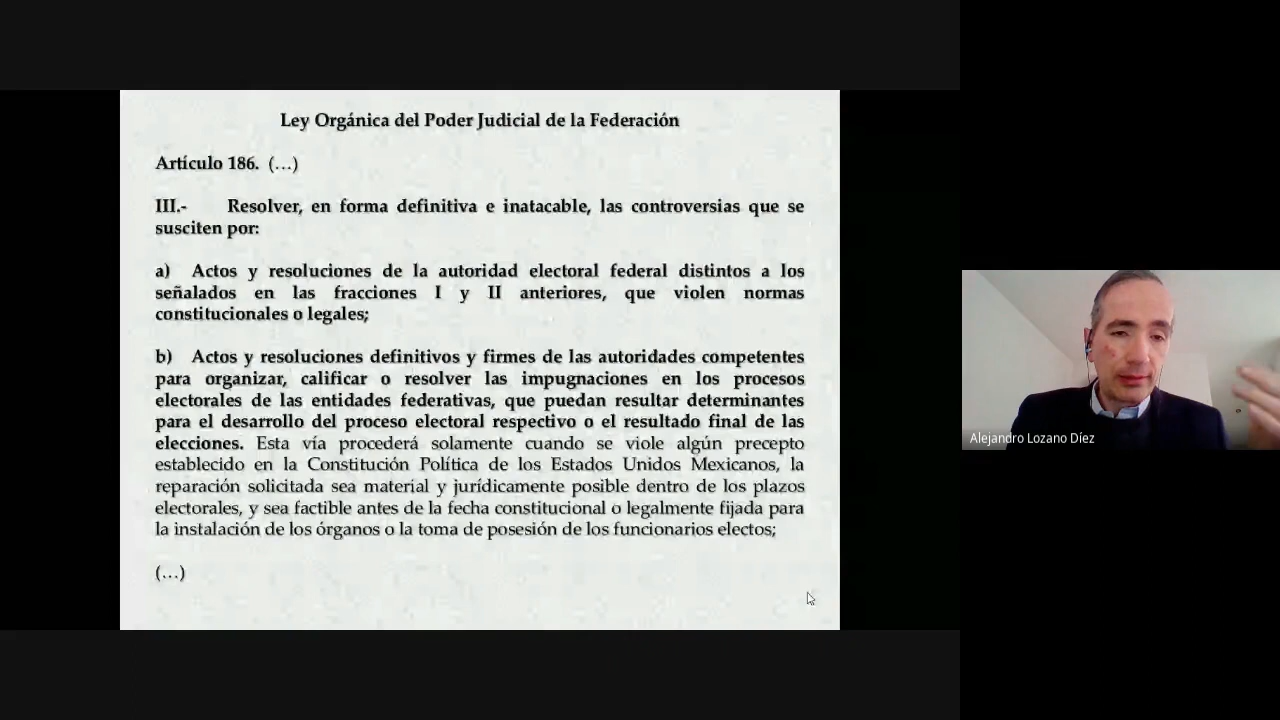 Ley Orgánica del Poder Judicial de la Federación
Artículo 186. (…)
III.- Resolver, en forma definitiva e inatacable, las controversias que se
susciten por:
a) Actos y resoluciones de la autoridad electoral federal distintos a los
señalados en las fracciones I y II anteriores, que violen normas
constitucionales o legales;
b) Actos y resoluciones definitivos y firmes de las autoridades competentes
para organizar, calificar o resolver las impugnaciones en los procesos
electorales de las entidades federativas, que puedan resultar determinantes
para el desarrollo del proceso electoral respectivo o el resultado final de las
elecciones. Esta vía procederá solamente cuando se viole algún precepto
establecido en la Constitución Política de los Estados Unidos Mexicanos, la
reparación solicitada sea material y jurídicamente posible dentro de los plazos
electorales, y sea factible antes de la fecha constitucional o legalmente fijada para
la instalación de los órganos o la toma de posesión de los funcionarios electos;
(…)
Alejandro Lozano Díez